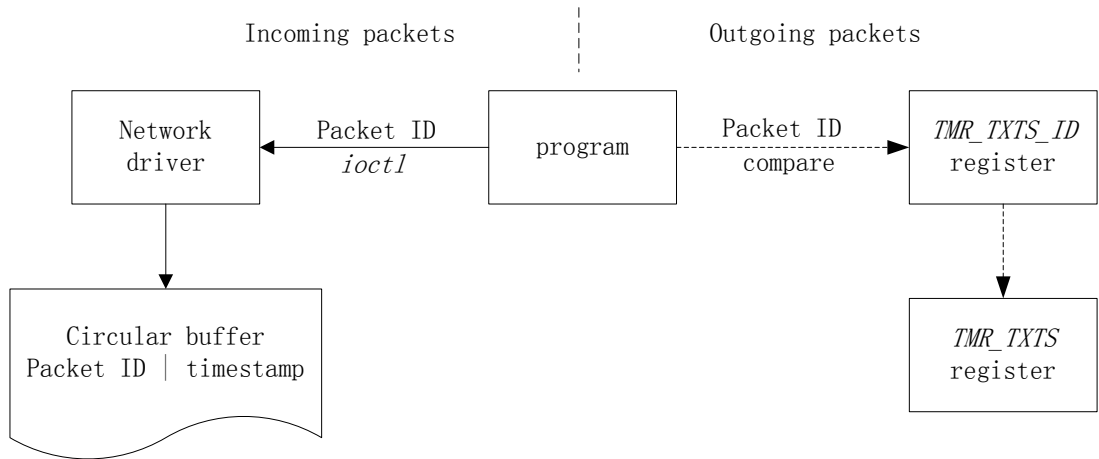 Incoming packets
Outgoing packets
Network
driver
Packet ID
ioctl
program
Packet ID
compare
TMR_TXTS_ID
register
Circular buffer
Packet ID | timestamp
TMR_TXTS
register